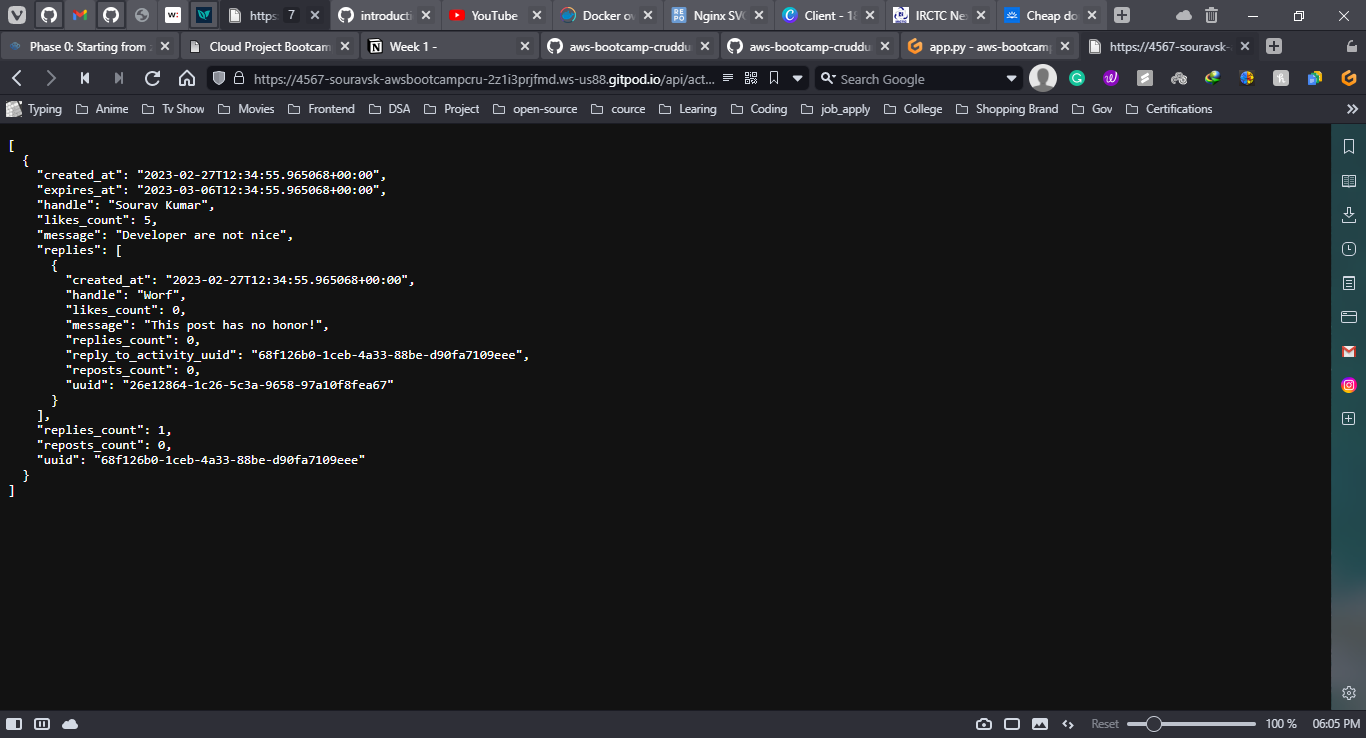 https: 7
introducti
YouTube
Docker ov
Nginx SVG
Client - 18
IRCTC Nex
Cheap do
Phase 0: Starting from
Cloud Project Bootcam
Week 1 -
aws-bootcamp-cruddu
aws-bootcamp-cruddu
app.py - aws-bootcamp
https://4567-souravsk-
https://4567-souravsk-awsbootcampcru-2z1i3prjfmd.ws-us88.gitpod.io/api/act...
Search Google
Typing
Anime
Tv Show
Movies
Frontend
DSA
Project
open-source
cource
Learing
Coding
job_apply
College
Shopping Brand
Gov
Certifications
[
{
"created_at": "2023-02-27T12:34:55.965068+00:00",
"expires_at": "2023-03-06T12:34:55.965068+00:00",
"handle": "Sourav Kumar",
"likes_count": 5,
"message": "Developer are not nice",
"replies": [
{
"created_at": "2023-02-27T12:34:55.965068+00:00",
"handle": "Worf",
"likes_count": 0,
"message": "This post has no honor!",
"replies_count": 0,
"reply_to_activity_uuid": "68f126b0-1ceb-4a33-88be-d90fa7109eee",
"reposts_count": 0,
"uuid": "26e12864-1c26-5c3a-9658-97a10f8fea67"
}
],
"replies_count": 1,
"reposts_count": 0,
"uuid": "68f126b0-1ceb-4a33-88be-d90fa7109eee"
}
]
Reset
100 %
06:05 PM